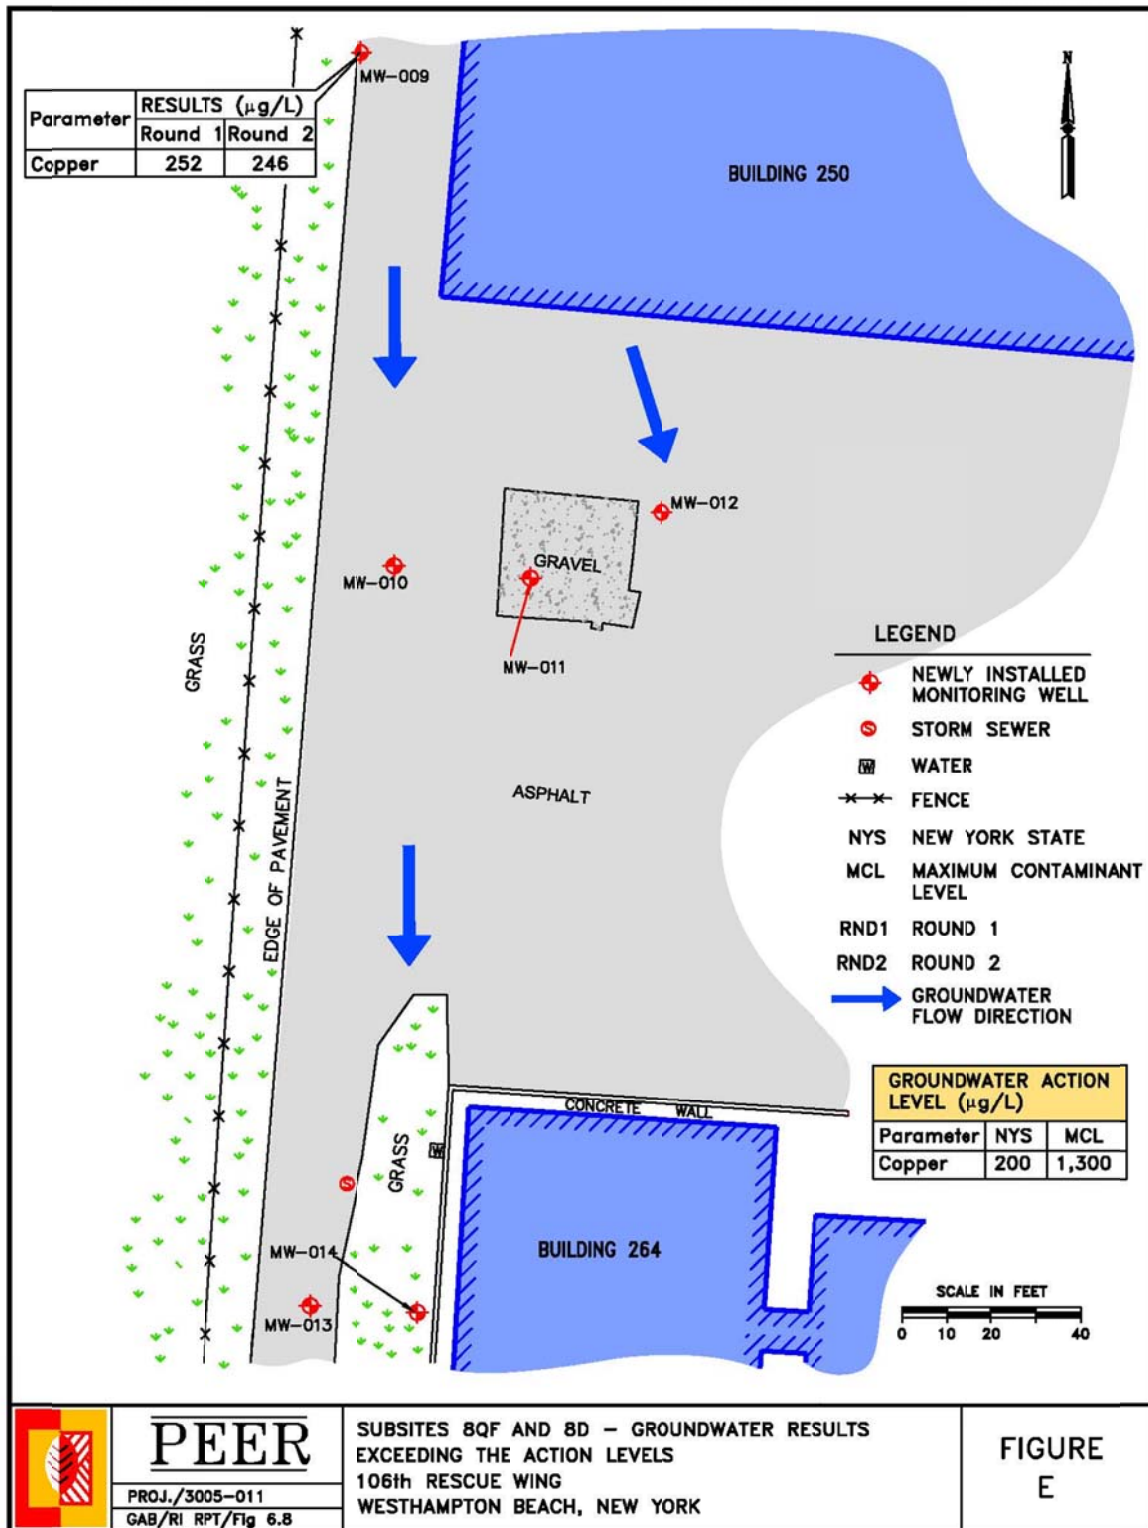 MW-009
Parameter RESULTS (µg/L)
Round 1 Round 2
Copper 252 246
N
BUILDING 250
MW-012
GRAVEL
MW-010
MW-011
GRASS
EDGE OF PAVEMENT
ASPHALT
LEGEND
NEWLY INSTALLED
MONITORING WELL
S STORM SEWER
W WATER
FENCE
NYS NEW YORK STATE
MCL MAXIMUM CONTAMINANT
LEVEL
RND1 ROUND 1
RND2 ROUND 2
GROUNDWATER
FLOW DIRECTION
GROUNDWATER ACTION
LEVEL (µg/L)
Parameter NYS MCL
Copper 200 1,300
CONCRETE WALL
W
GRASS
S
BUILDING 264
MW-014
MW-013
SCALE IN FEET
0 10 20 40
PEER
PROJ./3005-011
GAB/RI RPT/Fig 6.8
SUBSITES 8QF AND 8D – GROUNDWATER RESULTS
EXCEEDING THE ACTION LEVELS
106th RESCUE WING
WESTHAMPTON BEACH, NEW YORK
FIGURE
E